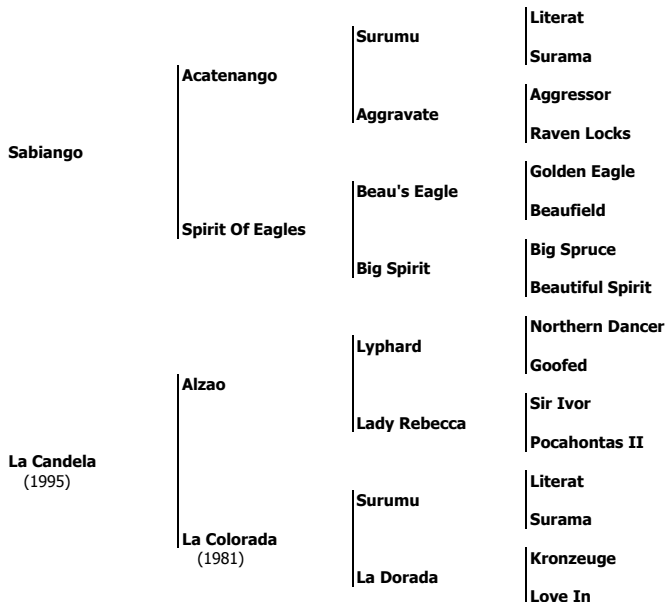 Literat
Surumu
Surama
Acatenango
Aggressor
Aggravate
Raven Locks
Sabiango
Golden Eagle
Beau's Eagle
Beaufield
Spirit Of Eagles
Big Spruce
Big Spirit
Beautiful Spirit
Northern Dancer
Lyphard
Goofed
Alzao
Sir Ivor
Lady Rebecca
Pocahontas II
La Candela
(1995)
Literat
Surumu
Surama
La Colorada
(1981)
Kronzeuge
La Dorada
Love In